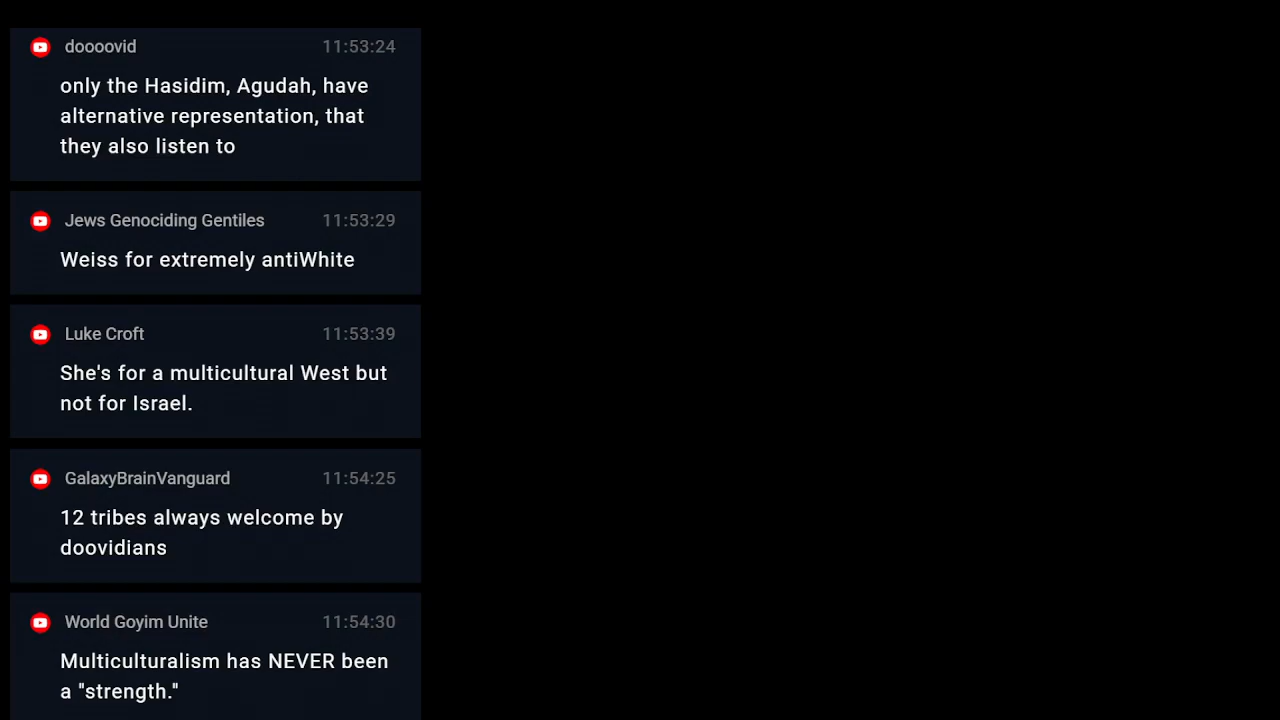 doooovid 11:53:24
only the Hasidim, Agudah, have
alternative representation, that
they also listen to
Jews Genociding Gentiles 11:53:29
Weiss for extremely antiWhite
Luke Croft 11:53:39
She's for a multicultural West but
not for Israel.
GalaxyBrainVanguard 11:54:25
12 tribes always welcome by
doovidians
World Goyim Unite 11:54:30
Multiculturalism has NEVER been
a "strength."